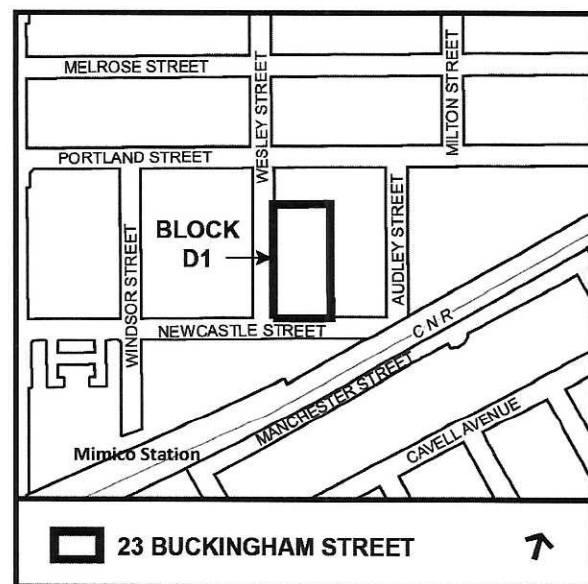 MELROSE STREET
WESLEY STREET
MILTON STREET
PORTLAND STREET
BLOCK
D1
WINDSOR STREET
AUDLEY STREET
NEWCASTLE STREET
C N R
MANCHESTER STREET
CAVELL AVENUE
Mimico Station
23 BUCKINGHAM STREET